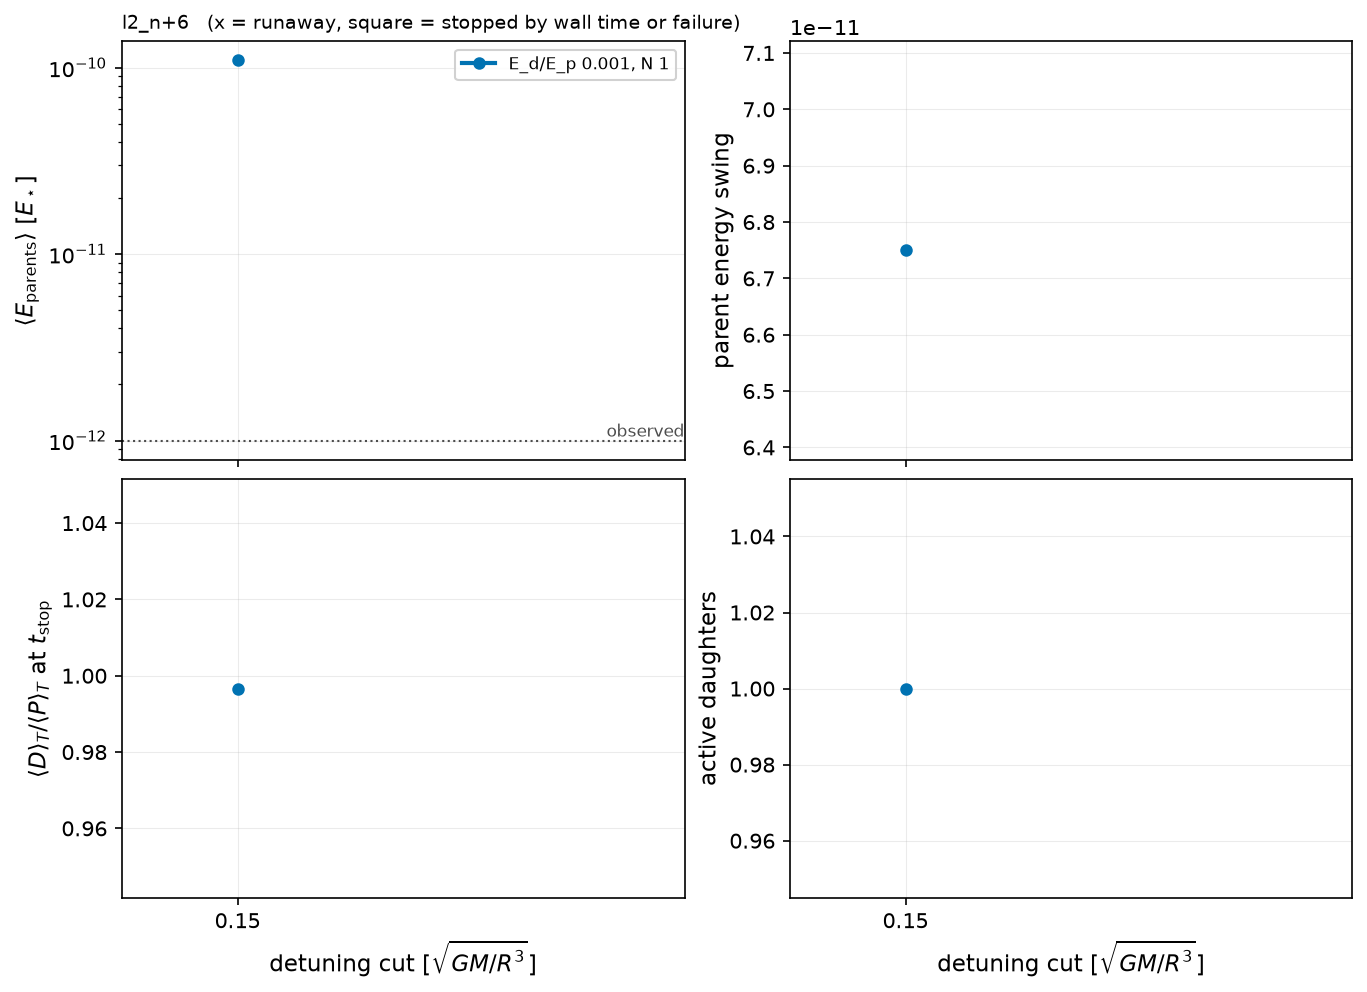 l2_n+6   (x = runaway, square = stopped by wall time or failure)
1e−11
10⁻¹⁰
10⁻¹¹
10⁻¹²
⟨E_parents⟩ [E⋆]
E_d/E_p 0.001, N 1
observed
7.1
7.0
6.9
6.8
6.7
6.6
6.5
6.4
parent energy swing
1.04
1.02
1.00
0.98
0.96
⟨D⟩_T/⟨P⟩_T at t_stop
0.15
detuning cut [√GM/R³]
1.04
1.02
1.00
0.98
0.96
active daughters
0.15
detuning cut [√GM/R³]